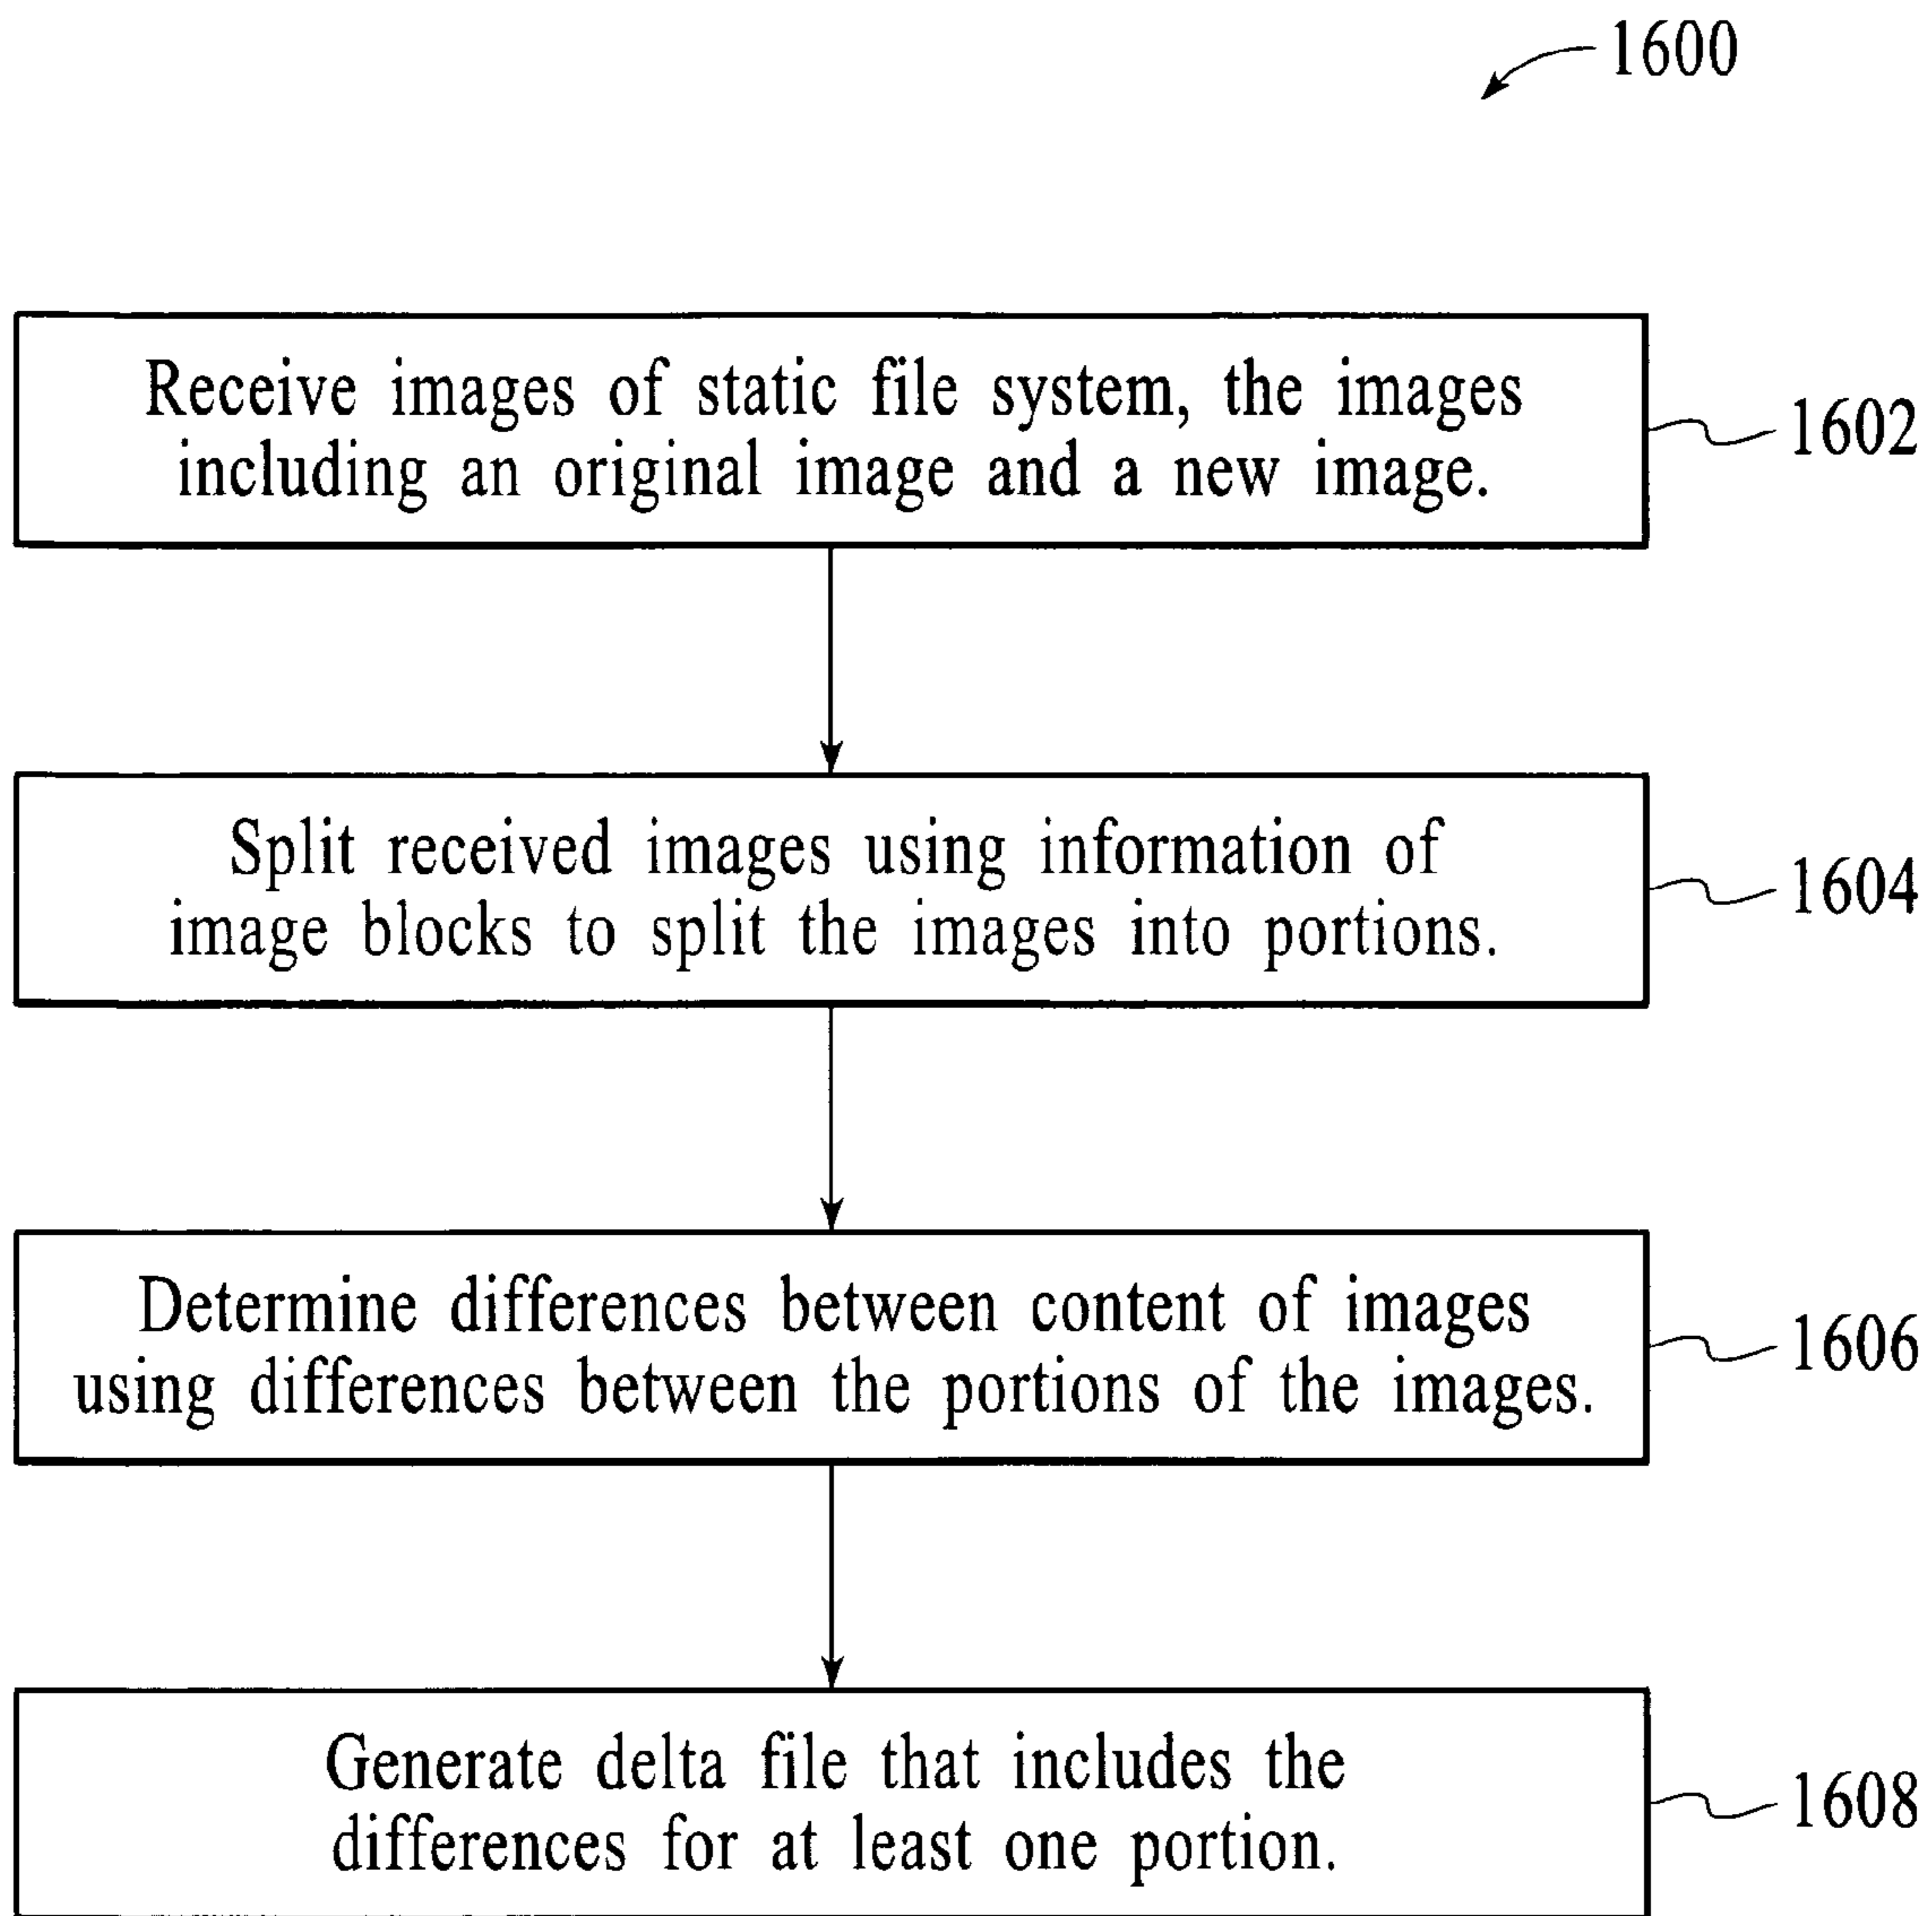 1600
Receive images of static file system, the images
including an original image and a new image.
1602
Split received images using information of
image blocks to split the images into portions.
1604
Determine differences between content of images
using differences between the portions of the images.
1606
Generate delta file that includes the
differences for at least one portion.
1608